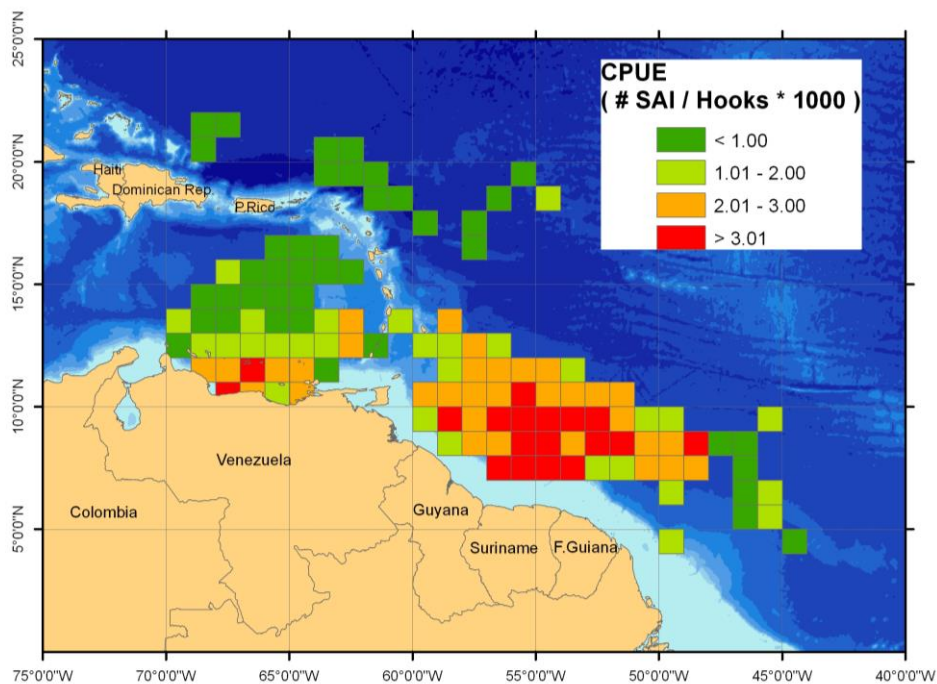 25°0'0"N
20°0'0"N
15°0'0"N
10°0'0"N
5°0'0"N
CPUE
( # SAI / Hooks * 1000 )
< 1.00
1.01 - 2.00
2.01 - 3.00
> 3.01
Haiti
Dominican Rep.
P.Rico
Venezuela
Colombia
Guyana
Suriname
F.Guiana
75°0'0"W
70°0'0"W
65°0'0"W
60°0'0"W
55°0'0"W
50°0'0"W
45°0'0"W
40°0'0"W